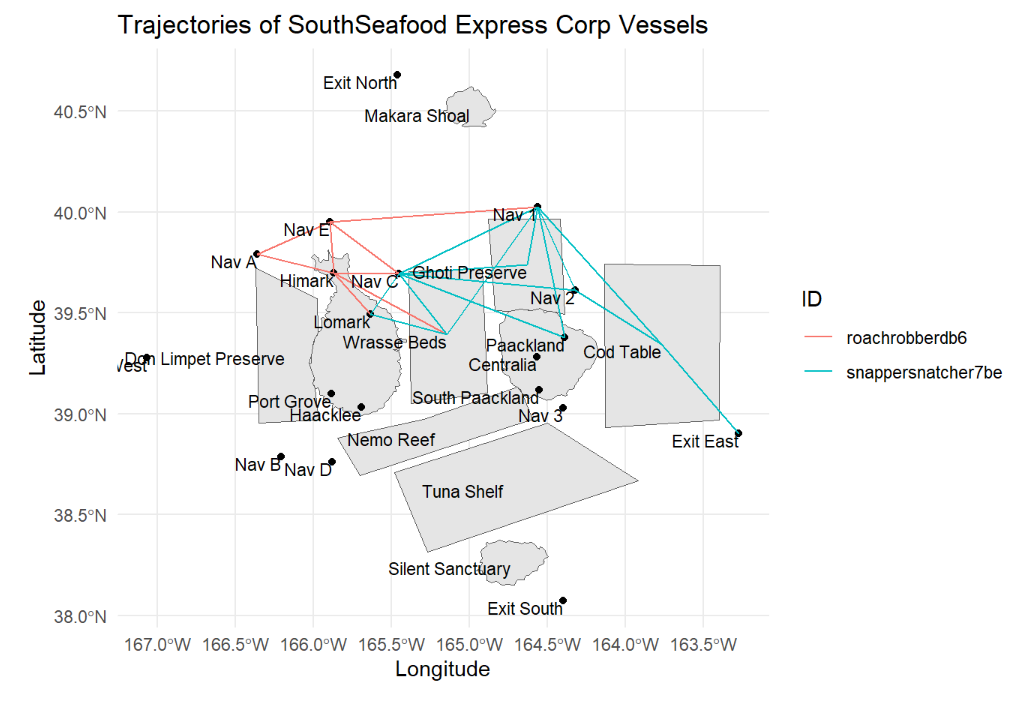 Trajectories of SouthSeafood Express Corp Vessels
Exit North
40.5°N
Makara Shoal
40.0°N
Nav 1
Nav E
Nav A
Himark
Nav C
Ghoti Preserve
Nav 2
39.5°N
Lomark
Wrasse Beds
Paackland
Cod Table
Centralia
West
Don Limpet Preserve
Port Grove
South Paackland
39.0°N
Haacklee
Nav 3
Nemo Reef
Exit East
Nav B
Nav D
Tuna Shelf
38.5°N
Silent Sanctuary
Exit South
38.0°N
167.0°W
166.5°W
166.0°W
165.5°W
165.0°W
164.5°W
164.0°W
163.5°W
Longitude
Latitude
ID
roachrobberdb6
snappersnatcher7be